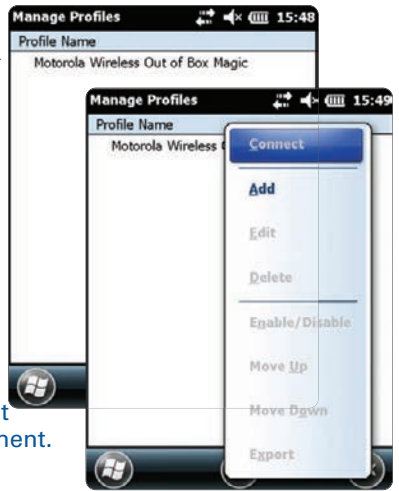 Manage Profiles 15:48
Profile Name
Motorola Wireless Out of Box Magic
Manage Profiles 15:49
Profile Name
Motorola Wireless
Connect
Add
Edit
Delete
Enable/Disable
Move Up
Move Down
Export